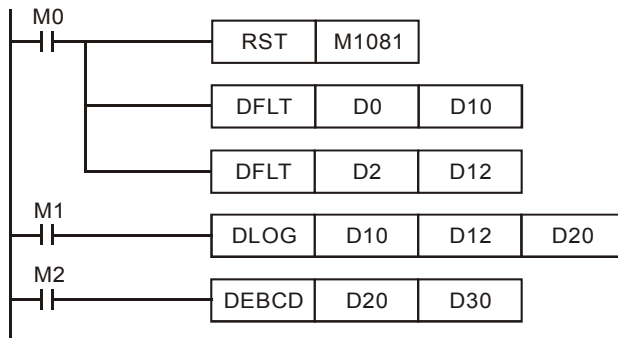 M0
RST M1081
DFLT D0 D10
DFLT D2 D12
M1
DLOG D10 D12 D20
M2
DEBCD D20 D30